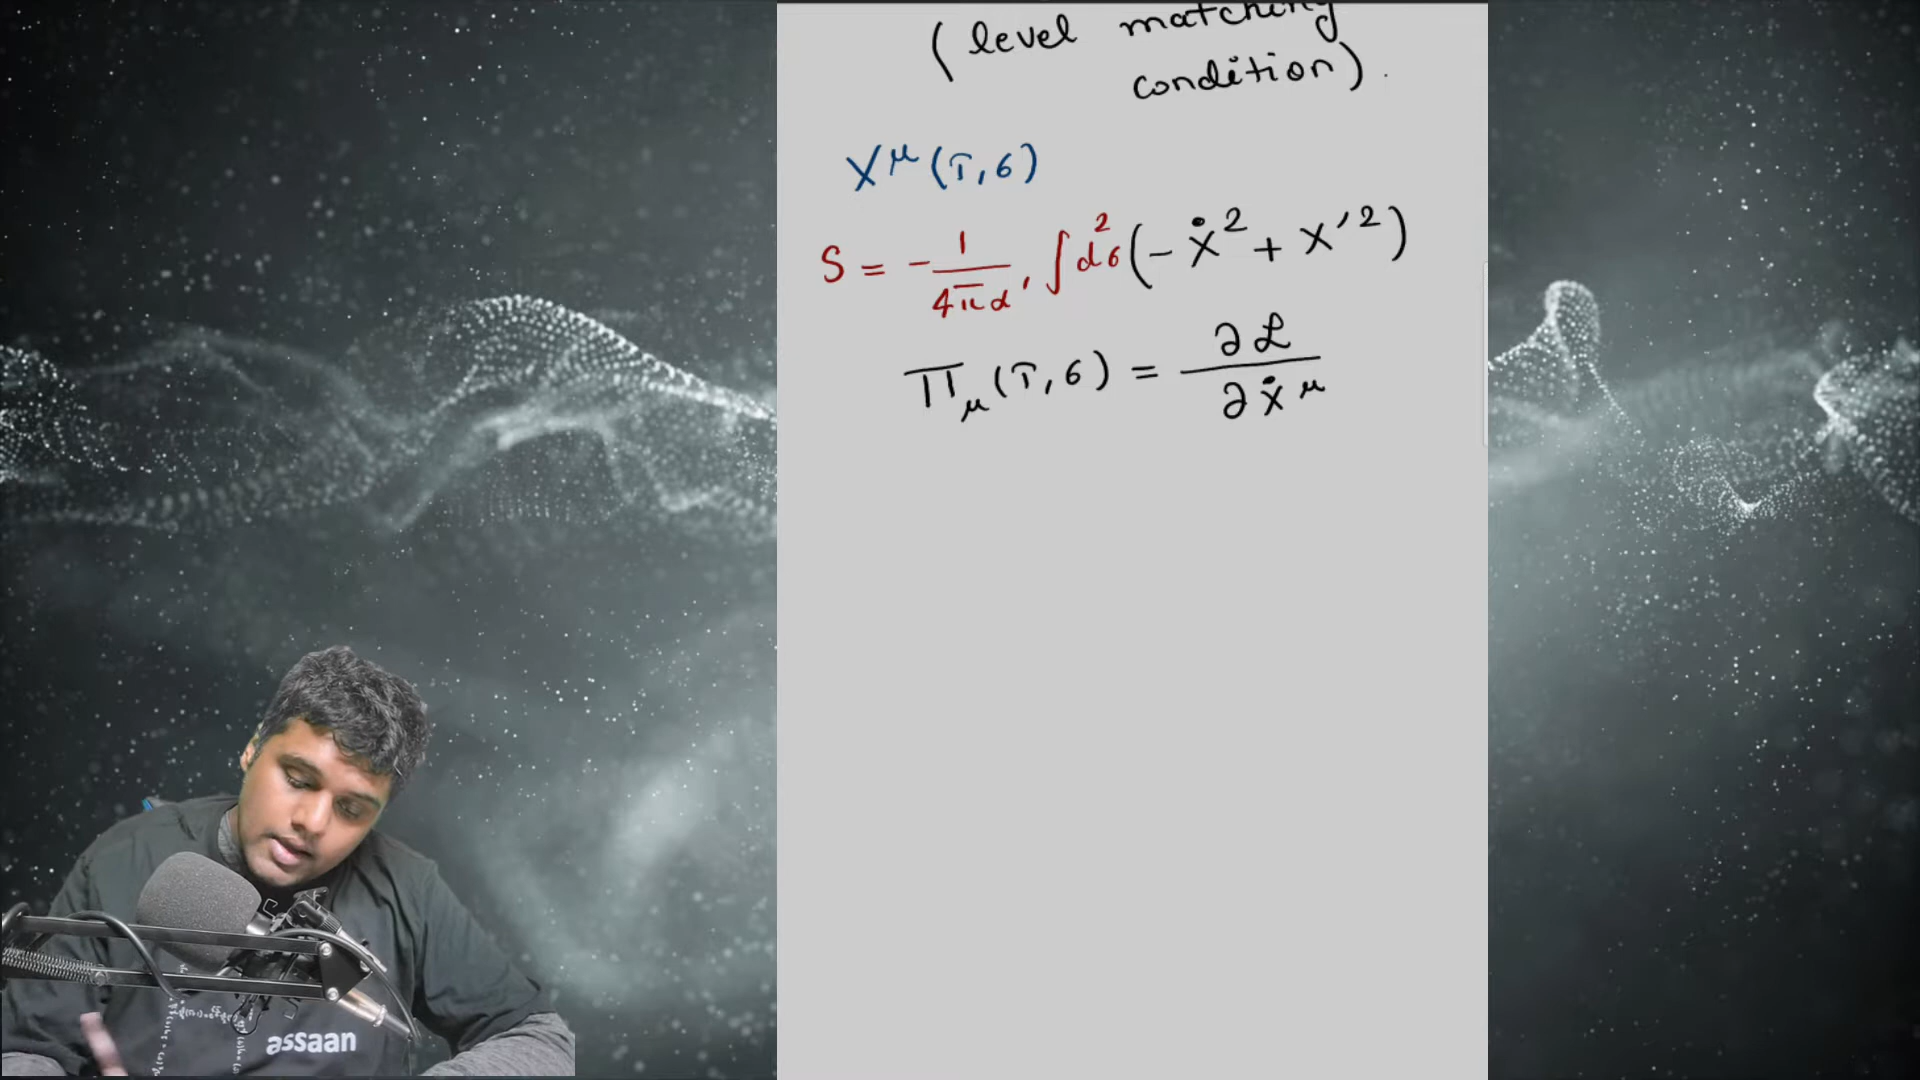 (level matching
condition).
X^μ(τ,σ)
S = -1/(4πα') ∫d²σ(-Ẋ² + X'²)
Π_μ(τ,σ) = ∂ℒ/∂Ẋ^μ
assaan